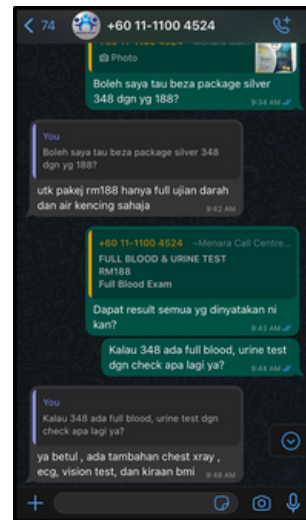 74
+60 11-1100 4524
+60 11-1100 4524 ~Menara Call
Photo
Boleh saya tau beza package silver
348 dgn yg 188?
9:34 AM
You
Boleh saya tau beza package silver 348
dgn yg 188?
utk pakej rm188 hanya full ujian darah
dan air kencing sahaja
9:42 AM
+60 11-1100 4524 ~Menara Call Centre...
FULL BLOOD & URINE TEST
RM188
Full Blood Exam
Dapat result semua yg dinyatakan ni
kan?
9:43 AM
Kalau 348 ada full blood, urine test
dgn check apa lagi ya?
9:44 AM
You
Kalau 348 ada full blood, urine test dgn
check apa lagi ya?
ya betul , ada tambahan chest xray ,
ecg, vision test, dan kiraan bmi
9:48 AM